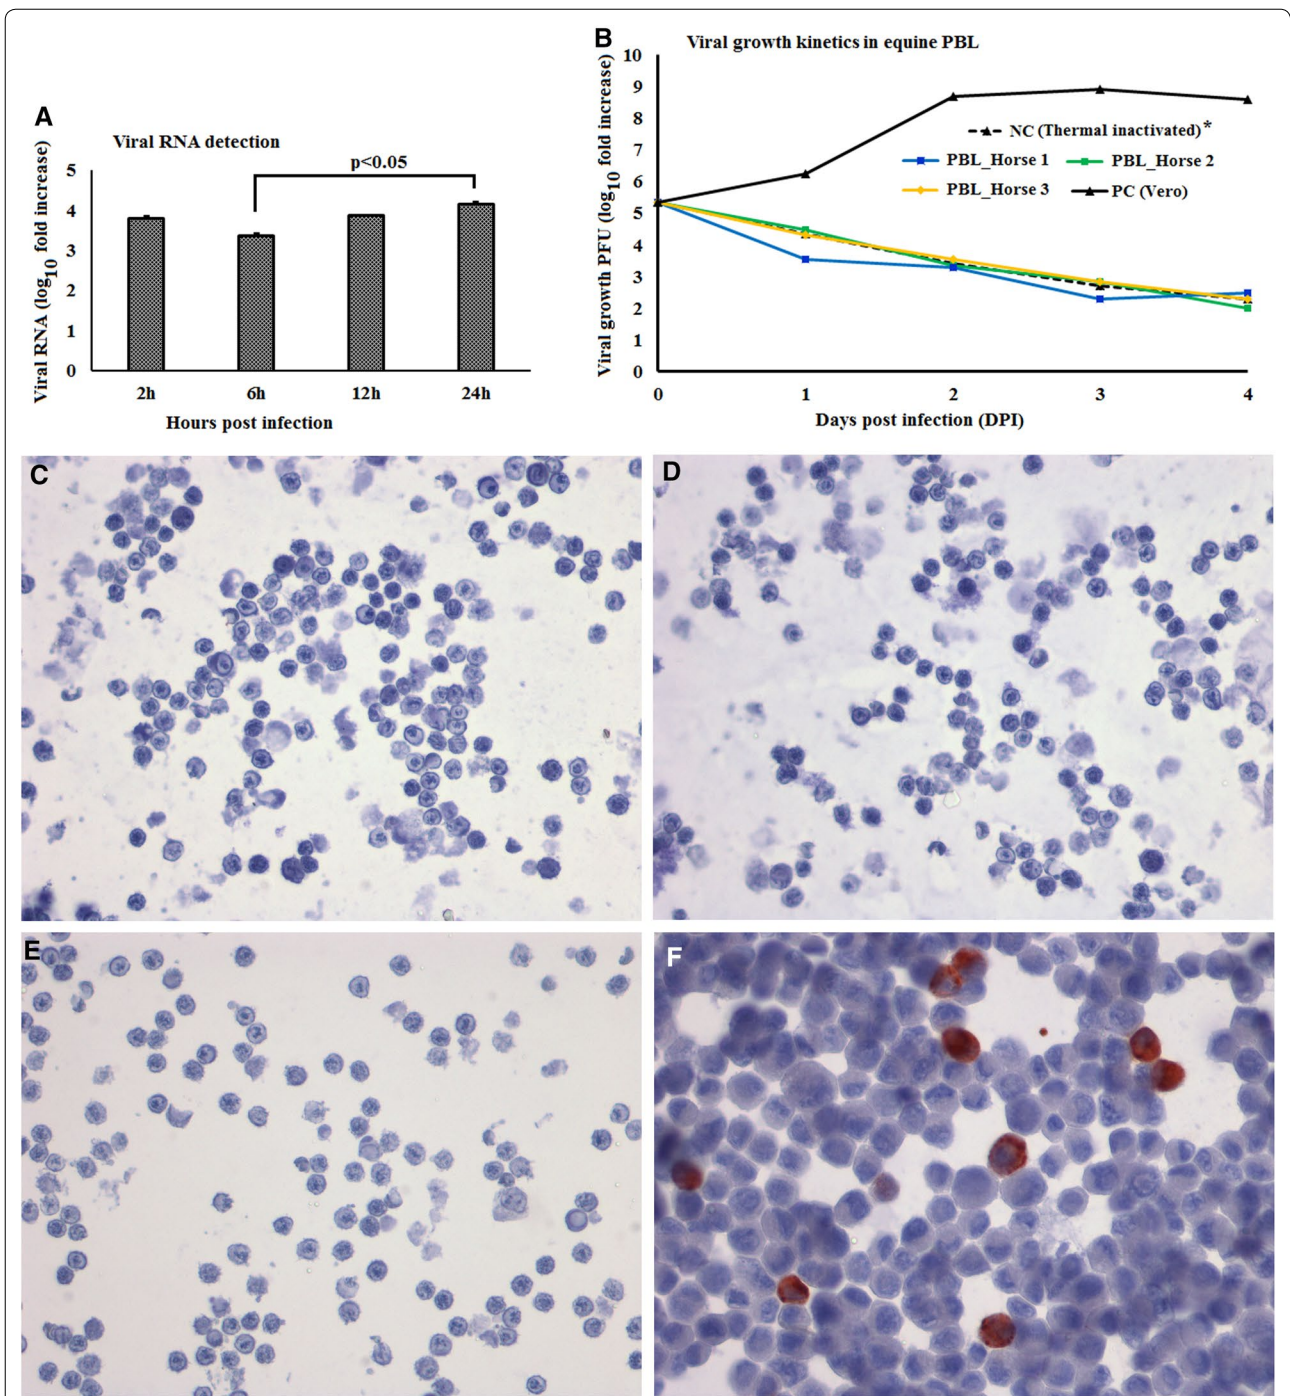 A
Viral RNA detection
p<0.05
Viral RNA (log10 fold increase)
5
4
3
2
1
0
2h 6h 12h 24h
Hours post infection
B
Viral growth kinetics in equine PBL
Viral growth PFU (log10 fold increase)
10
9
8
7
6
5
4
3
2
1
0
NC (Thermal inactivated)*
PBL_Horse 1 PBL_Horse 2
PBL_Horse 3 PC (Vero)
0 1 2 3 4
Days post infection (DPI)
C
D
E
F